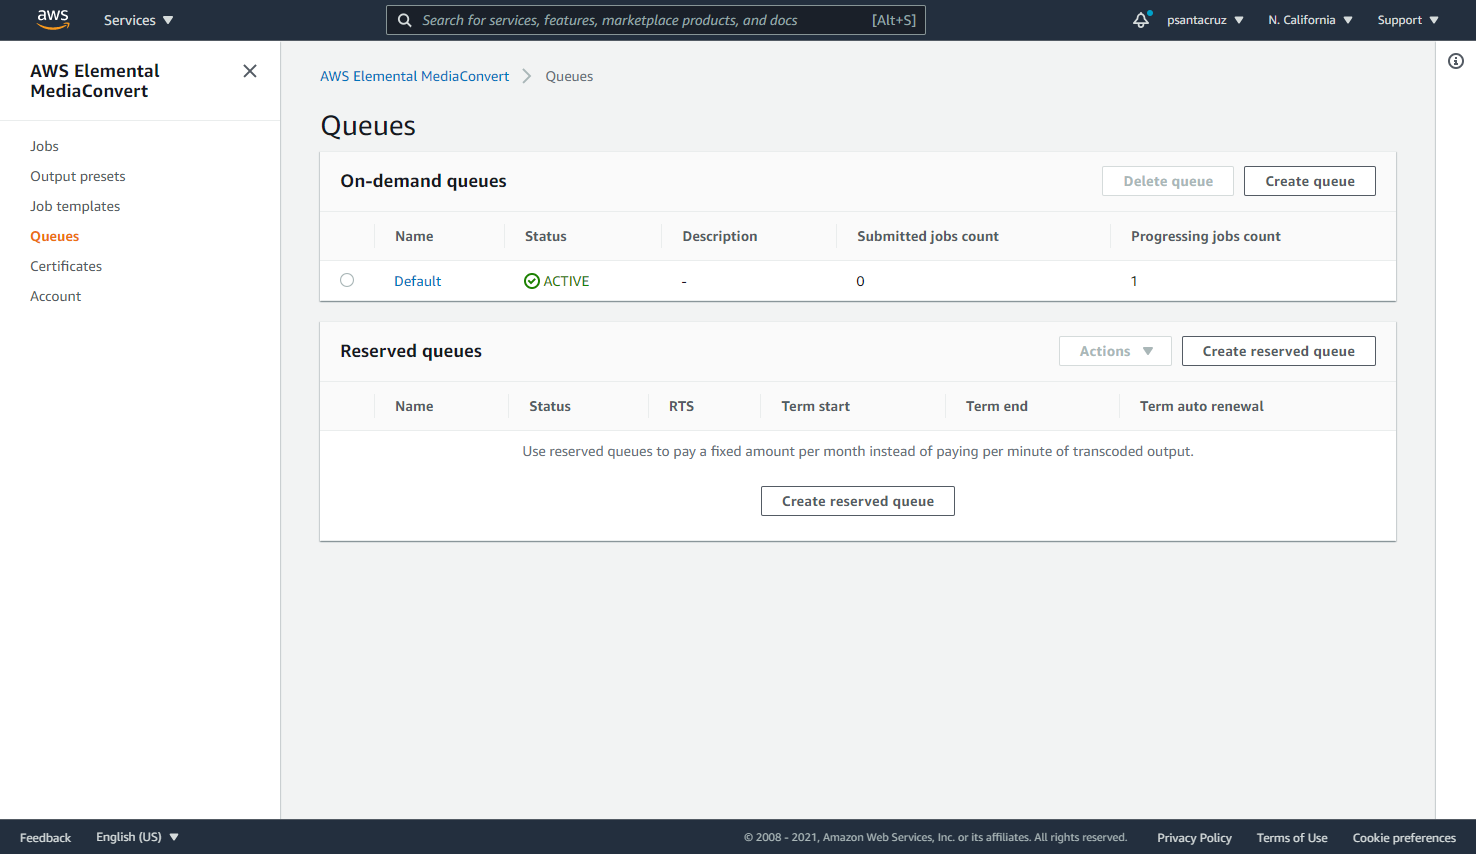 aws
Services
Search for services, features, marketplace products, and docs [Alt+S]
psantacruz
N. California
Support
AWS Elemental
MediaConvert
Jobs
Output presets
Job templates
Queues
Certificates
Account
AWS Elemental MediaConvert Queues
Queues
On-demand queues
Delete queue
Create queue
Name Status Description Submitted jobs count Progressing jobs count
Default ACTIVE - 0 1
Reserved queues
Actions
Create reserved queue
Name Status RTS Term start Term end Term auto renewal
Use reserved queues to pay a fixed amount per month instead of paying per minute of transcoded output.
Create reserved queue
Feedback
English (US)
© 2008 - 2021, Amazon Web Services, Inc. or its affiliates. All rights reserved.
Privacy Policy
Terms of Use
Cookie preferences